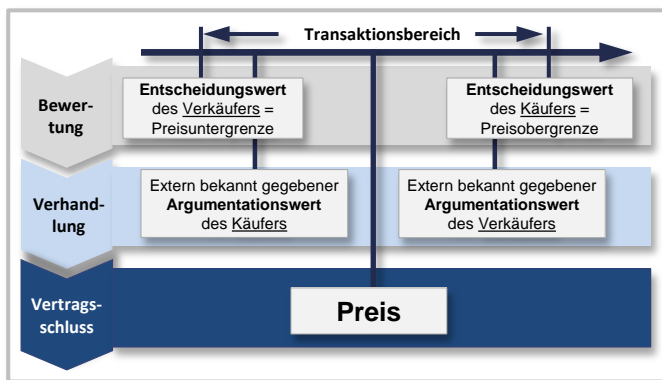 Transaktionsbereich
Bewer-
tung
Entscheidungswert
des Verkäufers =
Preisuntergrenze
Entscheidungswert
des Käufers =
Preisobergrenze
Verhand-
lung
Extern bekannt gegebener
Argumentationswert
des Käufers
Extern bekannt gegebener
Argumentationswert
des Verkäufers
Vertrags-
schluss
Preis